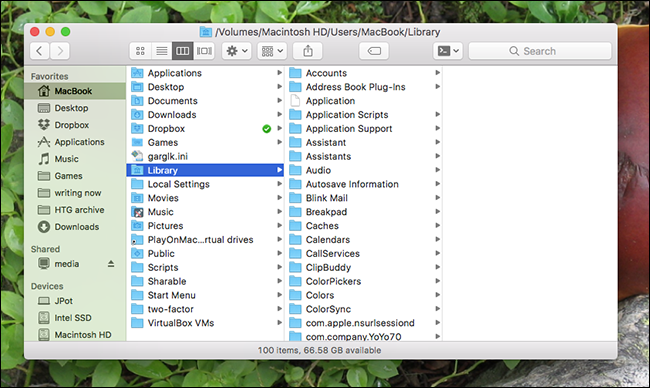 /Volumes/Macintosh HD/Users/MacBook/Library
Search
Favorites
MacBook
Desktop
Dropbox
Applications
Music
Games
writing now
HTG archive
Downloads
Shared
media
Devices
JPot
Intel SSD
Macintosh HD
Applications
Desktop
Documents
Downloads
Dropbox
Games
garglk.ini
Library
Local Settings
Movies
Music
Pictures
PlayOnMac...rtual drives
Public
Scripts
Sharable
Start Menu
two-factor
VirtualBox VMs
Accounts
Address Book Plug-Ins
Application
Application Scripts
Application Support
Assistant
Assistants
Audio
Autosave Information
Blink Mail
Breakpad
Caches
Calendars
CallServices
ClipBuddy
ColorPickers
Colors
ColorSync
com.apple.nsurlsessiond
com.company.YoYo70
100 items, 66.58 GB available